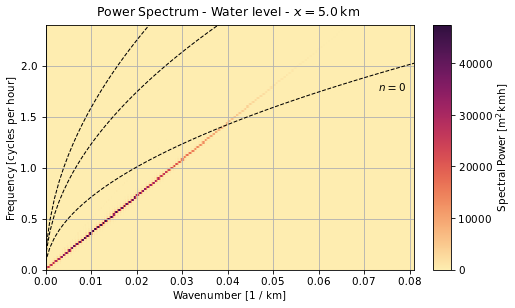 Power Spectrum - Water level - x = 5.0 km
Frequency [cycles per hour]
2.0
1.5
1.0
0.5
0.0
n = 0
0.00 0.01 0.02 0.03 0.04 0.05 0.06 0.07 0.08
Wavenumber [1 / km]
40000
30000
20000
10000
0
Spectral Power [m² km h]